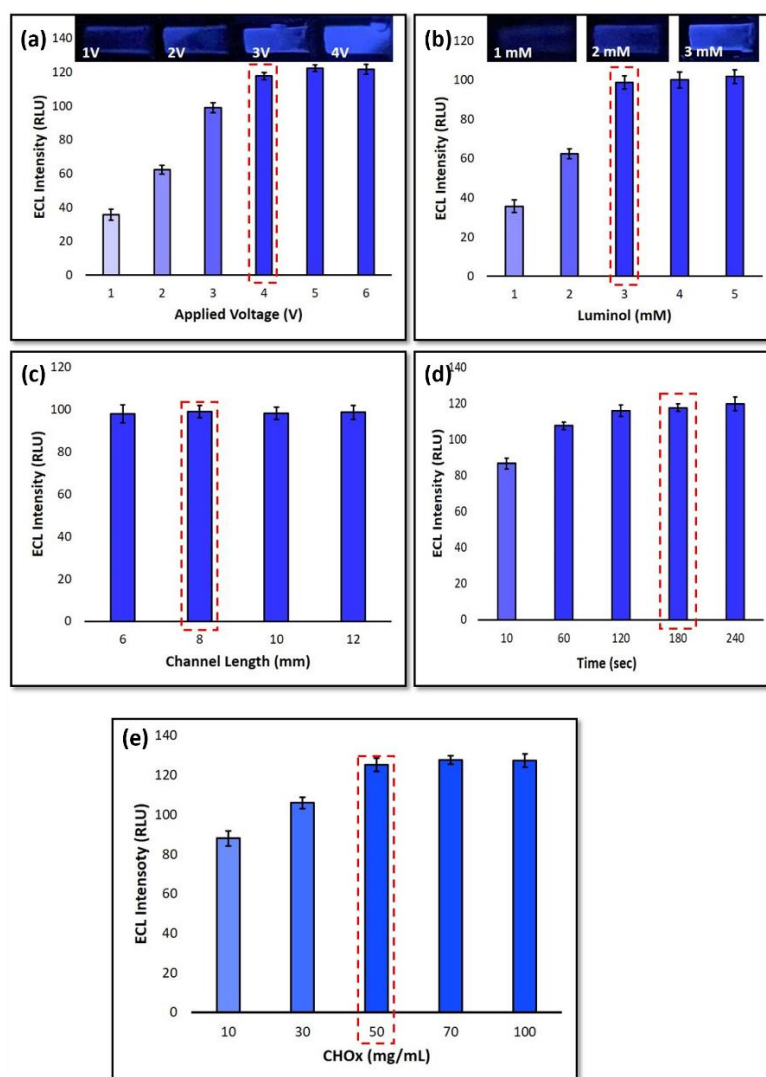 (a)
1V 2V 3V 4V
140
120
100
80
60
40
20
0
ECL Intensity (RLU)
1 2 3 4 5 6
Applied Voltage (V)
(b)
1 mM 2 mM 3 mM
120
100
80
60
40
20
0
ECL Intensity (RLU)
1 2 3 4 5
Luminol (mM)
(c)
120
100
80
60
40
20
0
ECL Intensity (RLU)
6 8 10 12
Channel Length (mm)
(d)
140
120
100
80
60
40
20
0
ECL Intensity (RLU)
10 60 120 180 240
Time (sec)
(e)
140
120
100
80
60
40
20
0
ECL Intensoty (RLU)
10 30 50 70 100
CHOx (mg/mL)